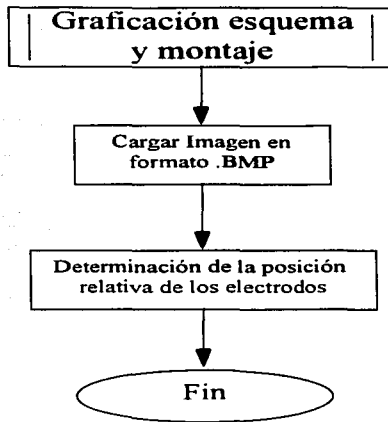 Graficación esquema
y montaje
Cargar Imagen en
formato .BMP
Determinación de la posición
relativa de los electrodos
Fin